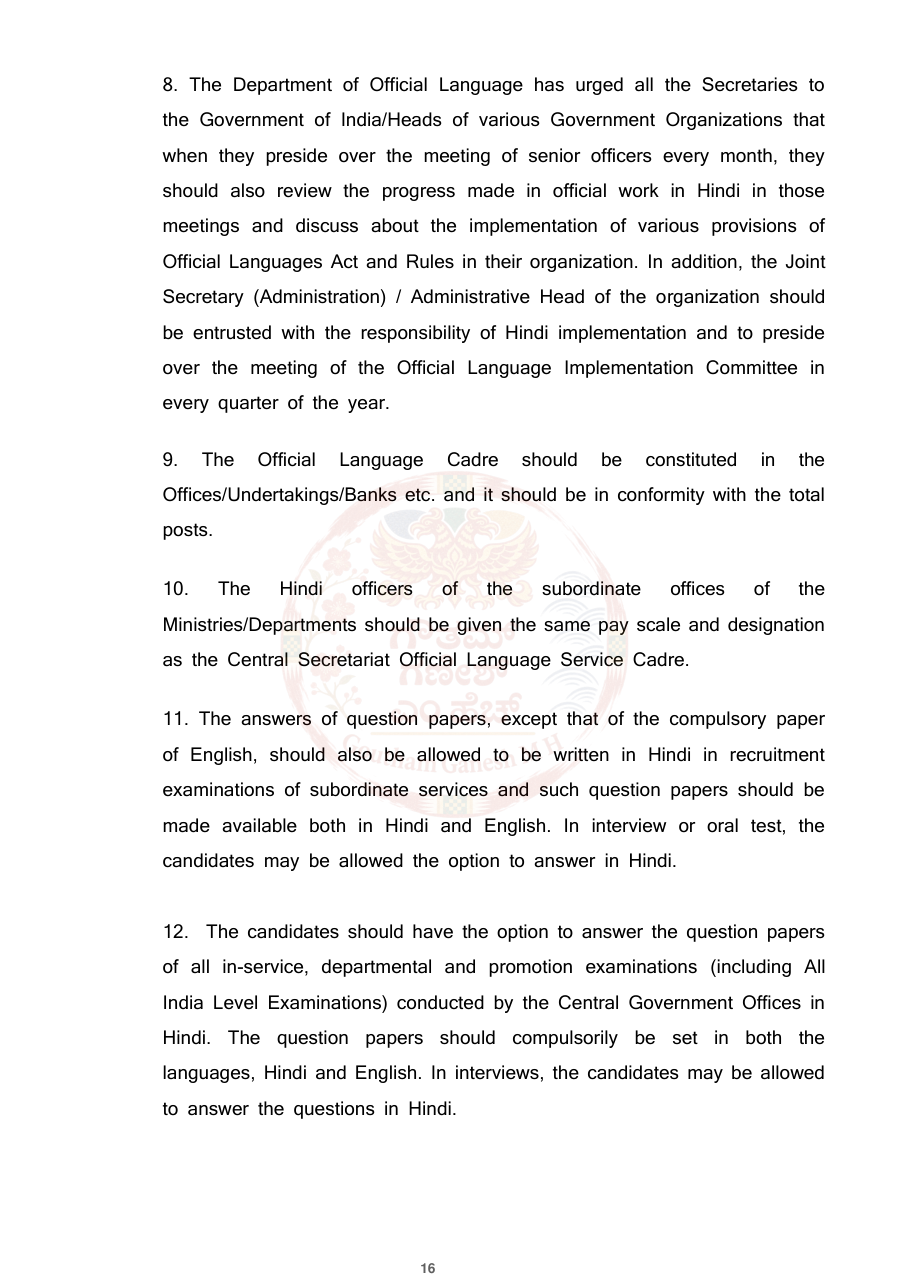 8. The Department of Official Language has urged all the Secretaries to
the Government of India/Heads of various Government Organizations that
when they preside over the meeting of senior officers every month, they
should also review the progress made in official work in Hindi in those
meetings and discuss about the implementation of various provisions of
Official Languages Act and Rules in their organization. In addition, the Joint
Secretary (Administration) / Administrative Head of the organization should
be entrusted with the responsibility of Hindi implementation and to preside
over the meeting of the Official Language Implementation Committee in
every quarter of the year.
9. The Official Language Cadre should be constituted in the
Offices/Undertakings/Banks etc. and it should be in conformity with the total
posts.
10. The Hindi officers of the subordinate offices of the
Ministries/Departments should be given the same pay scale and designation
as the Central Secretariat Official Language Service Cadre.
ಗೌತಮ್
ಗಣೇಶ್
ಎಂ ಹೆಚ್
Goutham Ganesh M H
11. The answers of question papers, except that of the compulsory paper
of English, should also be allowed to be written in Hindi in recruitment
examinations of subordinate services and such question papers should be
made available both in Hindi and English. In interview or oral test, the
candidates may be allowed the option to answer in Hindi.
12. The candidates should have the option to answer the question papers
of all in-service, departmental and promotion examinations (including All
India Level Examinations) conducted by the Central Government Offices in
Hindi. The question papers should compulsorily be set in both the
languages, Hindi and English. In interviews, the candidates may be allowed
to answer the questions in Hindi.
16